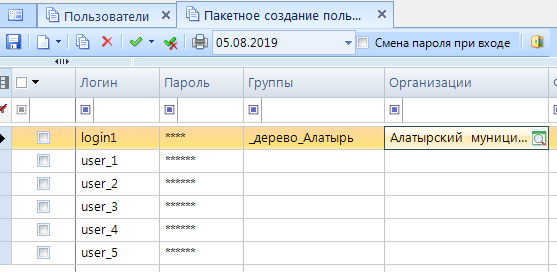 Пользователи Пакетное создание поль...
05.08.2019 Смена пароля при входе
Логин Пароль Группы Организации
login1 **** _дерево_Алатырь Алатырский муници...
user_1 ******
user_2 ******
user_3 ******
user_4 ******
user_5 ******